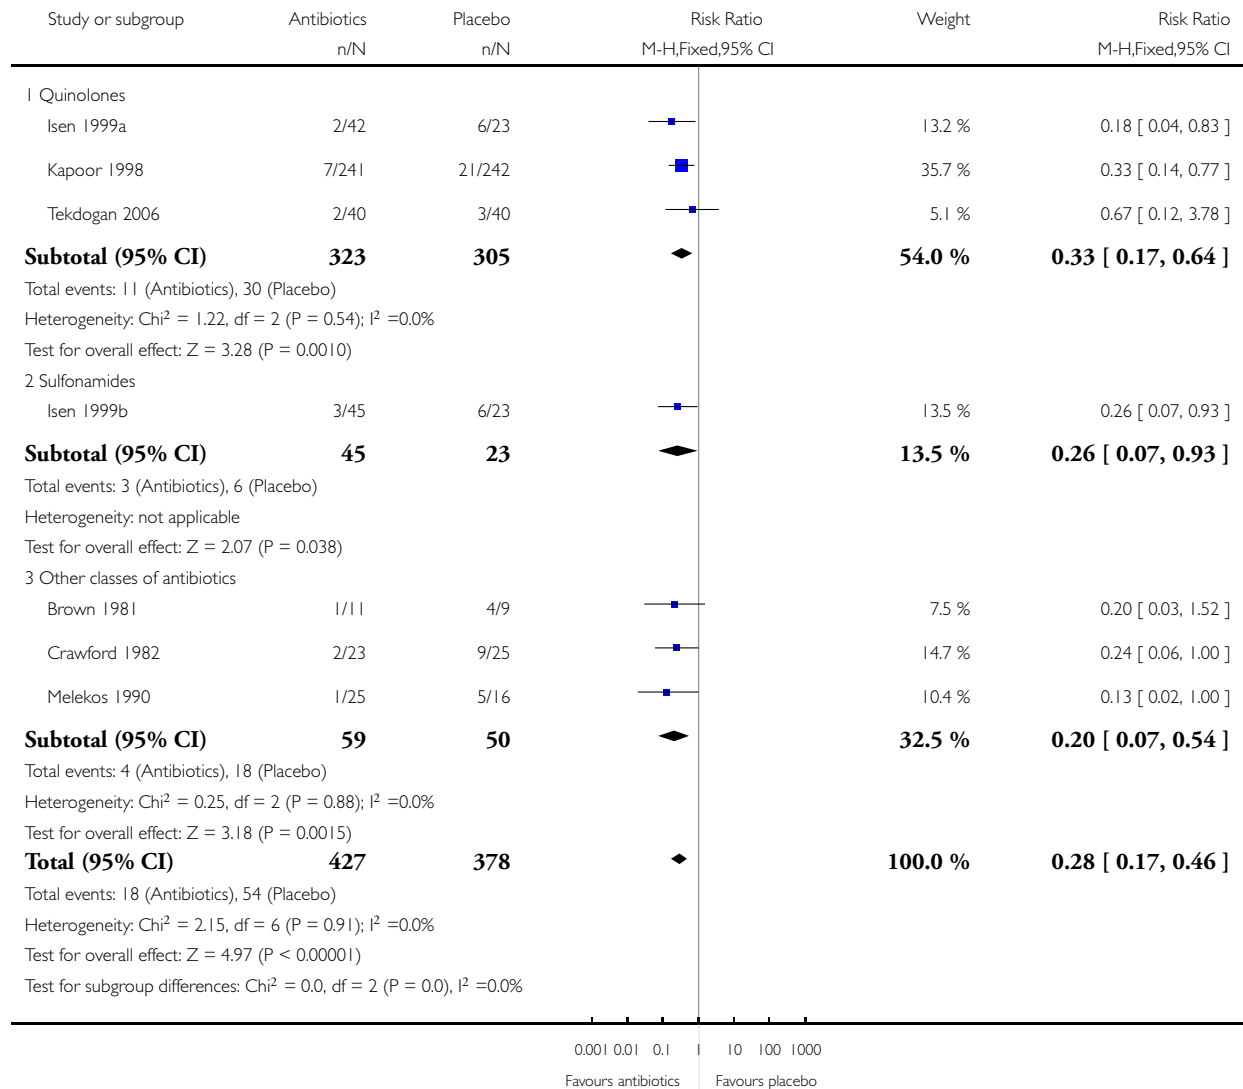 Study or subgroup Antibiotics Placebo Risk Ratio Weight Risk Ratio
n/N n/N M-H,Fixed,95% CI M-H,Fixed,95% CI
1 Quinolones
Isen 1999a 2/42 6/23 13.2 % 0.18 [ 0.04, 0.83 ]
Kapoor 1998 7/241 21/242 35.7 % 0.33 [ 0.14, 0.77 ]
Tekdogan 2006 2/40 3/40 5.1 % 0.67 [ 0.12, 3.78 ]
Subtotal (95% CI) 323 305 54.0 % 0.33 [ 0.17, 0.64 ]
Total events: 11 (Antibiotics), 30 (Placebo)
Heterogeneity: Chi² = 1.22, df = 2 (P = 0.54); I² =0.0%
Test for overall effect: Z = 3.28 (P = 0.0010)
2 Sulfonamides
Isen 1999b 3/45 6/23 13.5 % 0.26 [ 0.07, 0.93 ]
Subtotal (95% CI) 45 23 13.5 % 0.26 [ 0.07, 0.93 ]
Total events: 3 (Antibiotics), 6 (Placebo)
Heterogeneity: not applicable
Test for overall effect: Z = 2.07 (P = 0.038)
3 Other classes of antibiotics
Brown 1981 1/11 4/9 7.5 % 0.20 [ 0.03, 1.52 ]
Crawford 1982 2/23 9/25 14.7 % 0.24 [ 0.06, 1.00 ]
Melekos 1990 1/25 5/16 10.4 % 0.13 [ 0.02, 1.00 ]
Subtotal (95% CI) 59 50 32.5 % 0.20 [ 0.07, 0.54 ]
Total events: 4 (Antibiotics), 18 (Placebo)
Heterogeneity: Chi² = 0.25, df = 2 (P = 0.88); I² =0.0%
Test for overall effect: Z = 3.18 (P = 0.0015)
Total (95% CI) 427 378 100.0 % 0.28 [ 0.17, 0.46 ]
Total events: 18 (Antibiotics), 54 (Placebo)
Heterogeneity: Chi² = 2.15, df = 6 (P = 0.91); I² =0.0%
Test for overall effect: Z = 4.97 (P < 0.00001)
Test for subgroup differences: Chi² = 0.0, df = 2 (P = 0.0), I² =0.0%
0.001 0.01 0.1 1 10 100 1000
Favours antibiotics Favours placebo